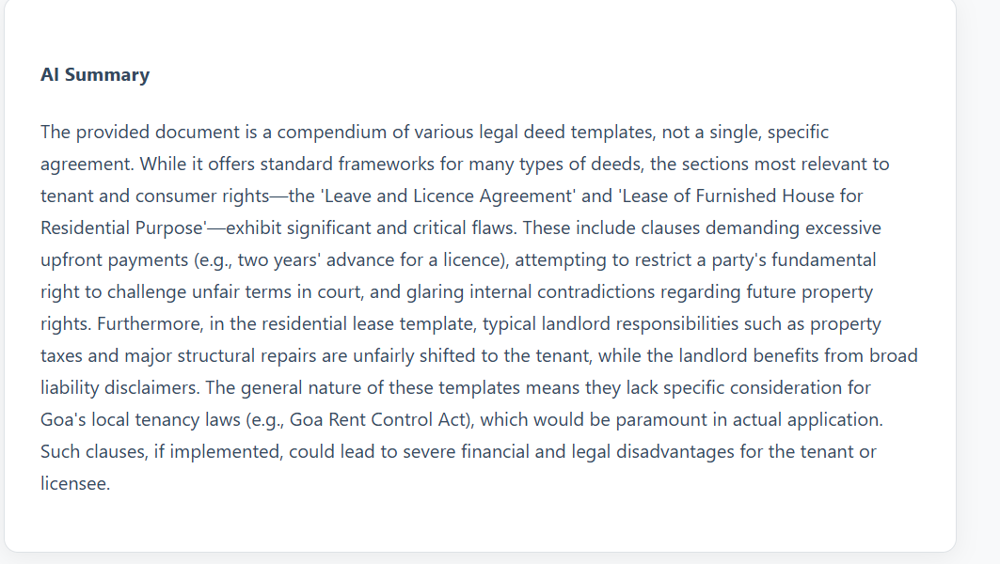 AI Summary
The provided document is a compendium of various legal deed templates, not a single, specific
agreement. While it offers standard frameworks for many types of deeds, the sections most relevant to
tenant and consumer rights—the 'Leave and Licence Agreement' and 'Lease of Furnished House for
Residential Purpose'—exhibit significant and critical flaws. These include clauses demanding excessive
upfront payments (e.g., two years' advance for a licence), attempting to restrict a party's fundamental
right to challenge unfair terms in court, and glaring internal contradictions regarding future property
rights. Furthermore, in the residential lease template, typical landlord responsibilities such as property
taxes and major structural repairs are unfairly shifted to the tenant, while the landlord benefits from broad
liability disclaimers. The general nature of these templates means they lack specific consideration for
Goa's local tenancy laws (e.g., Goa Rent Control Act), which would be paramount in actual application.
Such clauses, if implemented, could lead to severe financial and legal disadvantages for the tenant or
licensee.